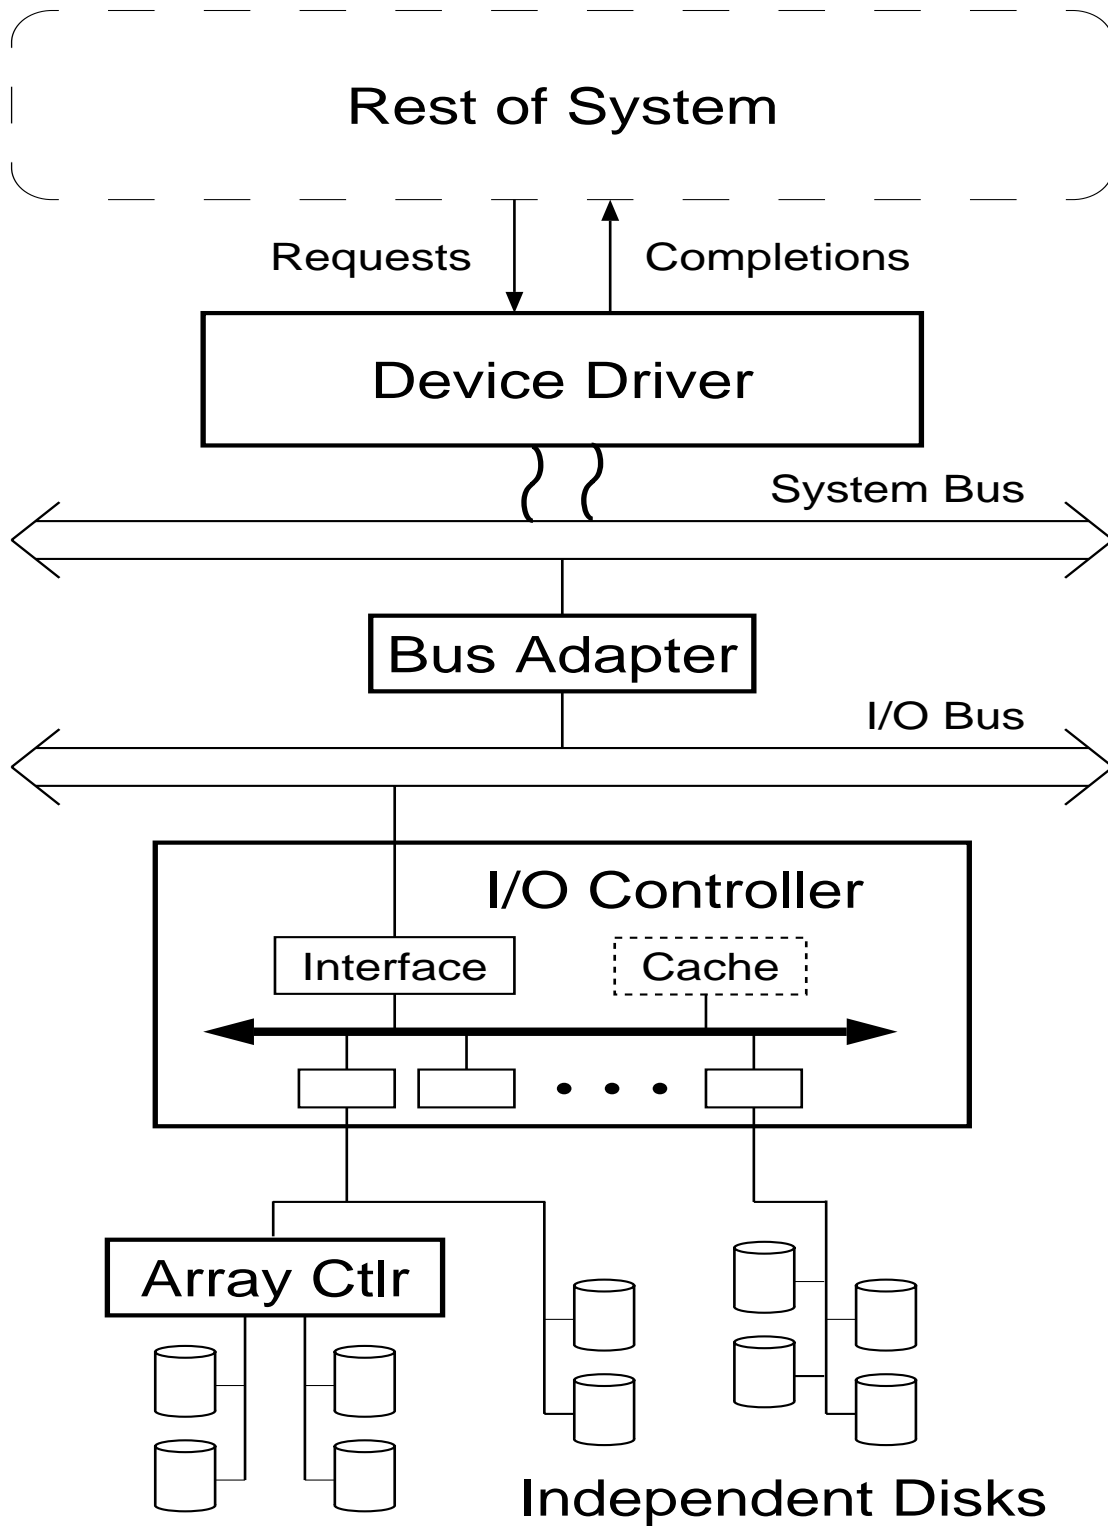 Rest of System
Requests
Completions
Device Driver
System Bus
Bus Adapter
I/O Bus
I/O Controller
Interface
Cache
Array Ctlr
Independent Disks